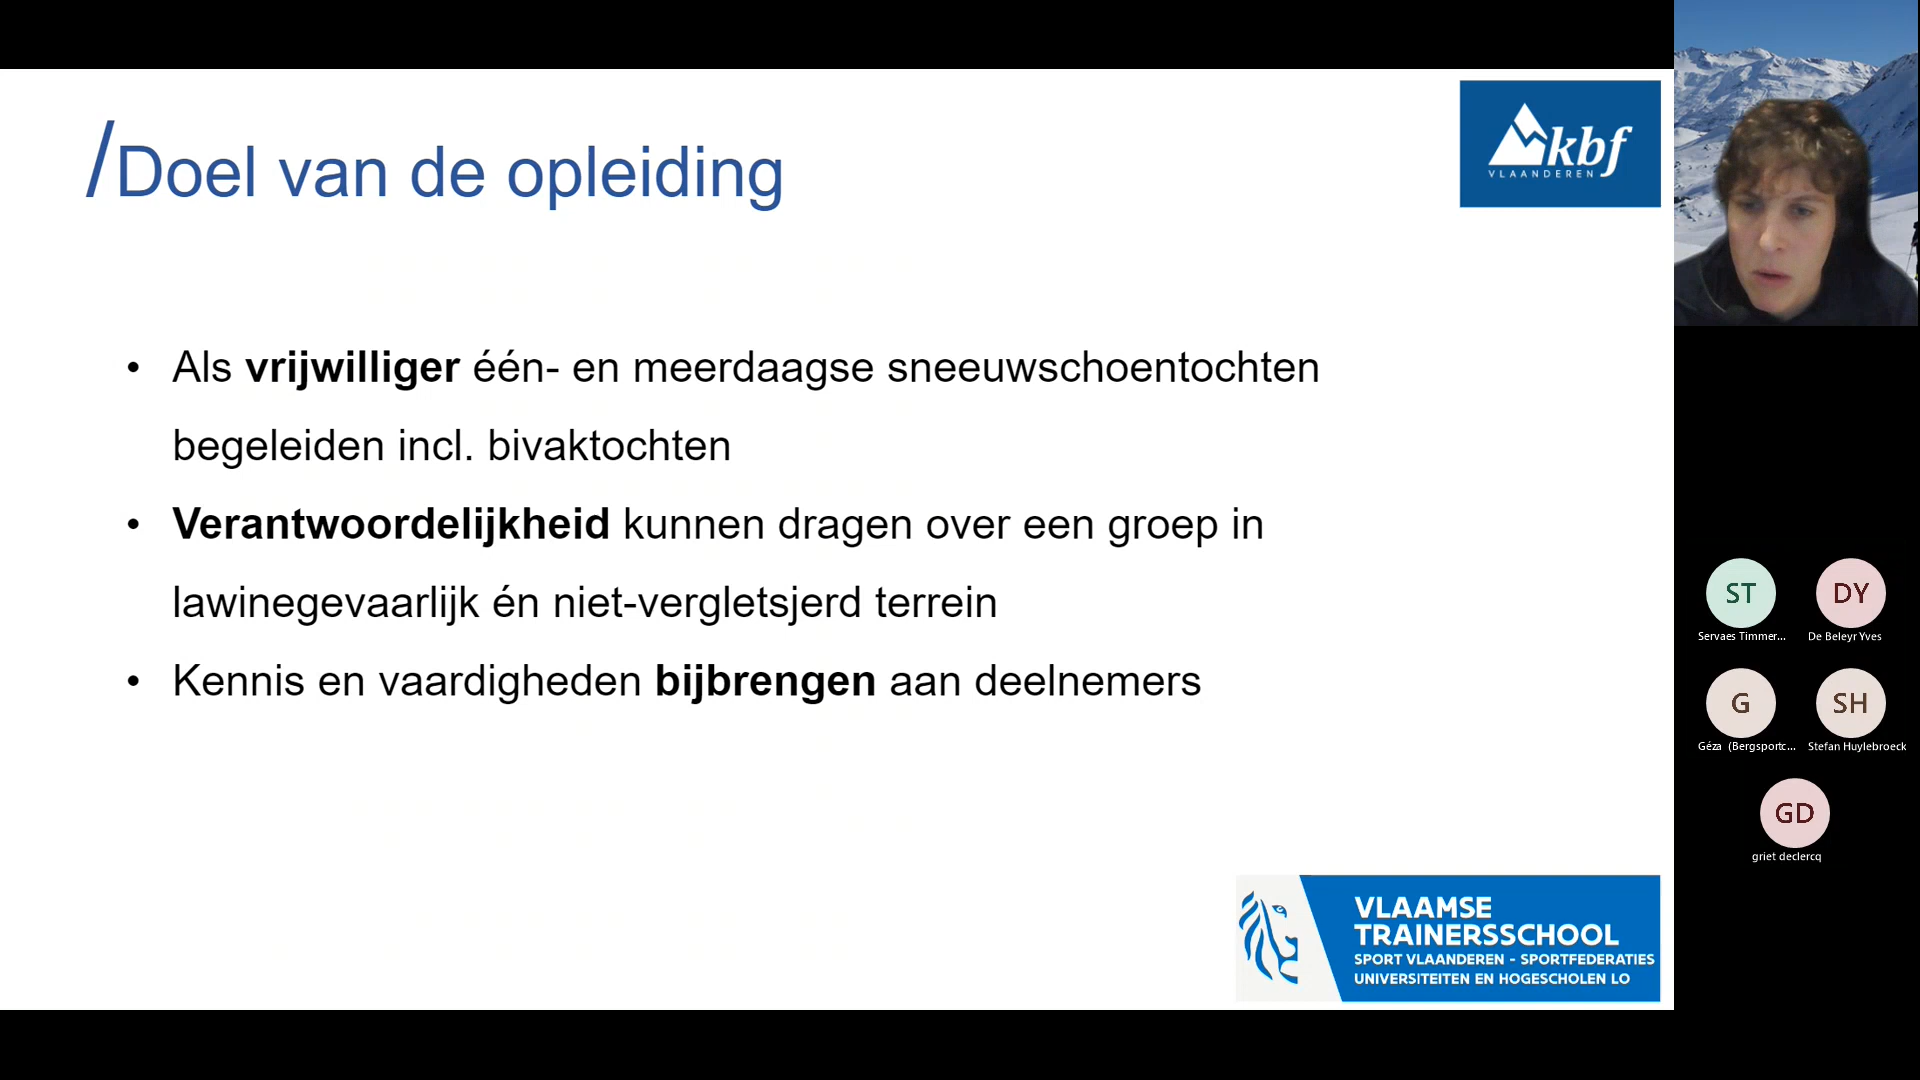 /Doel van de opleiding
kbf
VLAANDEREN
• Als vrijwilliger één- en meerdaagse sneeuwschoentochten
begeleiden incl. bivaktochten
• Verantwoordelijkheid kunnen dragen over een groep in
lawinegevaarlijk én niet-vergletsjerd terrein
• Kennis en vaardigheden bijbrengen aan deelnemers
ST
DY
Servaes Timmer...
De Beleyr Yves
G
SH
Géza (Bergsportc...
Stefan Huylebroeck
GD
griet declercq
VLAAMSE
TRAINERSSCHOOL
SPORT VLAANDEREN - SPORTFEDERATIES
UNIVERSITEITEN EN HOGESCHOLEN LO